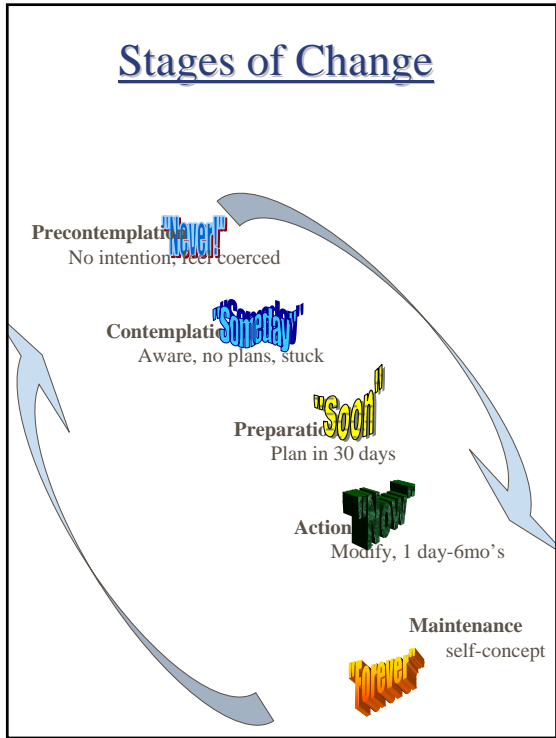 Stages of Change
Precontemplation "Never!"
No intention, feel coerced
Contemplation "Someday"
Aware, no plans, stuck
Preparation "Soon"
Plan in 30 days
Action "Now"
Modify, 1 day-6mo's
Maintenance
self-concept
"Forever"